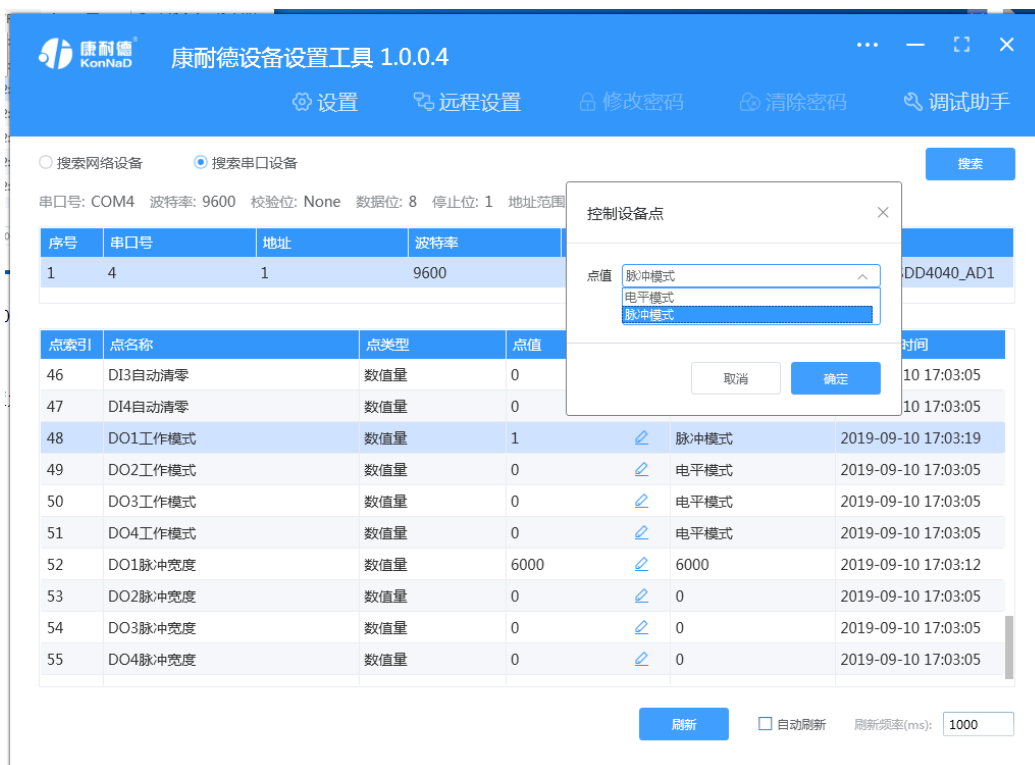 康耐德
KonNaD
康耐德设备设置工具 1.0.0.4
设置 远程设置 修改密码 清除密码 调试助手
搜索网络设备 搜索串口设备 搜索
串口号: COM4 波特率: 9600 校验位: None 数据位: 8 停止位: 1 地址范围
控制设备点
序号 串口号 地址 波特率
1 4 1 9600 DD4040_AD1
点值 脉冲模式
电平模式
脉冲模式
取消 确定
点索引 点名称 点类型 点值 时间
46 DI3自动清零 数值量 0 10 17:03:05
47 DI4自动清零 数值量 0 10 17:03:05
48 DO1工作模式 数值量 1 脉冲模式 2019-09-10 17:03:19
49 DO2工作模式 数值量 0 电平模式 2019-09-10 17:03:05
50 DO3工作模式 数值量 0 电平模式 2019-09-10 17:03:05
51 DO4工作模式 数值量 0 电平模式 2019-09-10 17:03:05
52 DO1脉冲宽度 数值量 6000 6000 2019-09-10 17:03:12
53 DO2脉冲宽度 数值量 0 0 2019-09-10 17:03:05
54 DO3脉冲宽度 数值量 0 0 2019-09-10 17:03:05
55 DO4脉冲宽度 数值量 0 0 2019-09-10 17:03:05
刷新 自动刷新 刷新频率(ms): 1000